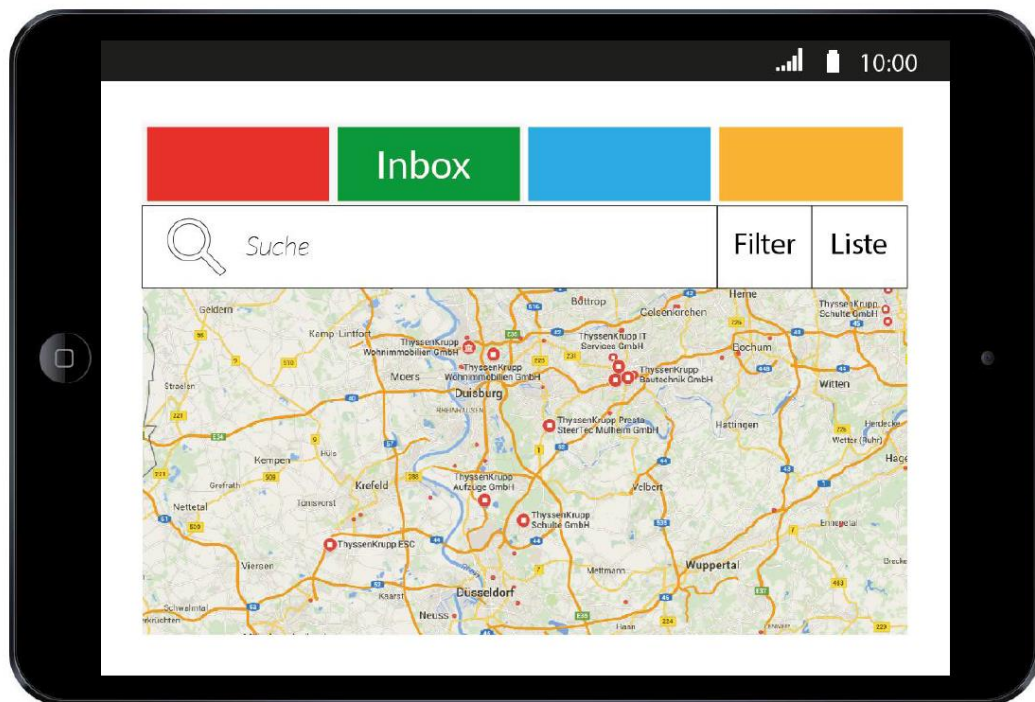 10:00
Inbox
Suche
Filter
Liste
Geldern
Bottrop
Gelsenkirchen
Herne
ThyssenKrupp
Schulte GmbH
Kamp-Lintfort
ThyssenKrupp
Wohnimmobilien GmbH
ThyssenKrupp IT
Services GmbH
Bochum
ThyssenKrupp
Wohnimmobilien GmbH
ThyssenKrupp
Bautechnik GmbH
Moers
Straelen
Witten
Duisburg
RHEINHAUSEN
ThyssenKrupp Presta
SteerTec Mülheim GmbH
Hattingen
Herdecke
Wetter (Ruhr)
Kempen
Hüls
Hage
Grefrath
Krefeld
ThyssenKrupp
Aufzüge GmbH
Velbert
Nettetal
Tönisvorst
ThyssenKrupp
Schulte GmbH
Ennepetal
ThyssenKrupp ESC
Viersen
Mettmann
Wuppertal
Düsseldorf
Kaarst
Schwalmtal
Neuss
Haan